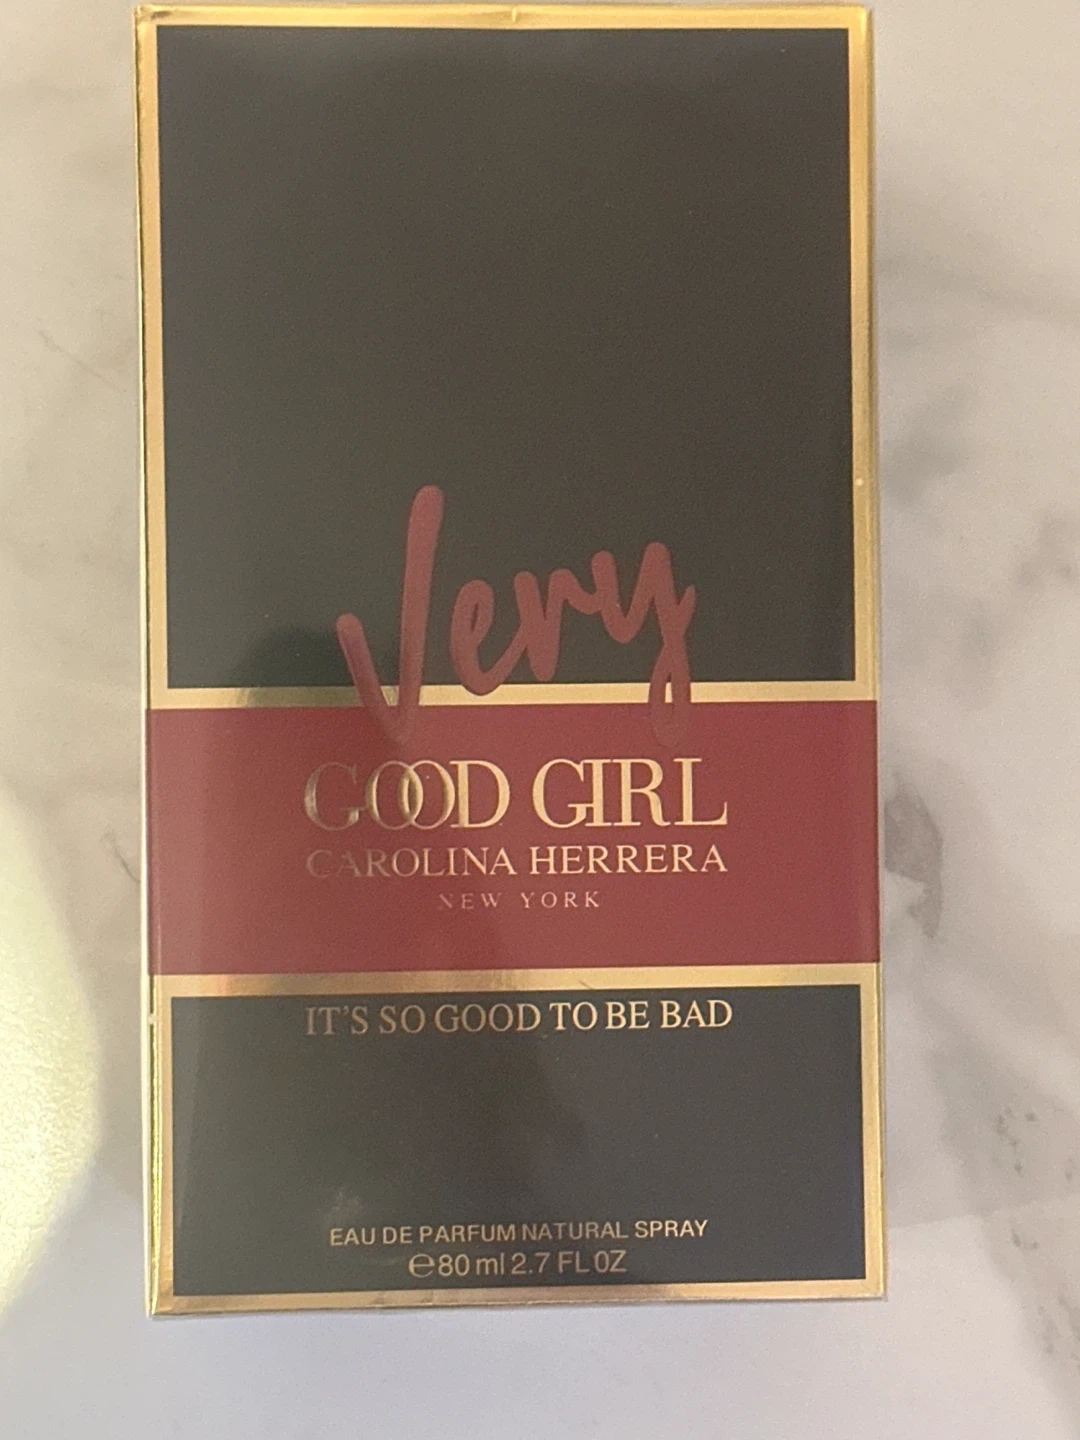 Very
GOOD GIRL
CAROLINA HERRERA
NEW YORK
IT'S SO GOOD TO BE BAD
EAU DE PARFUM NATURAL SPRAY
℮80 ml 2.7 FL OZ